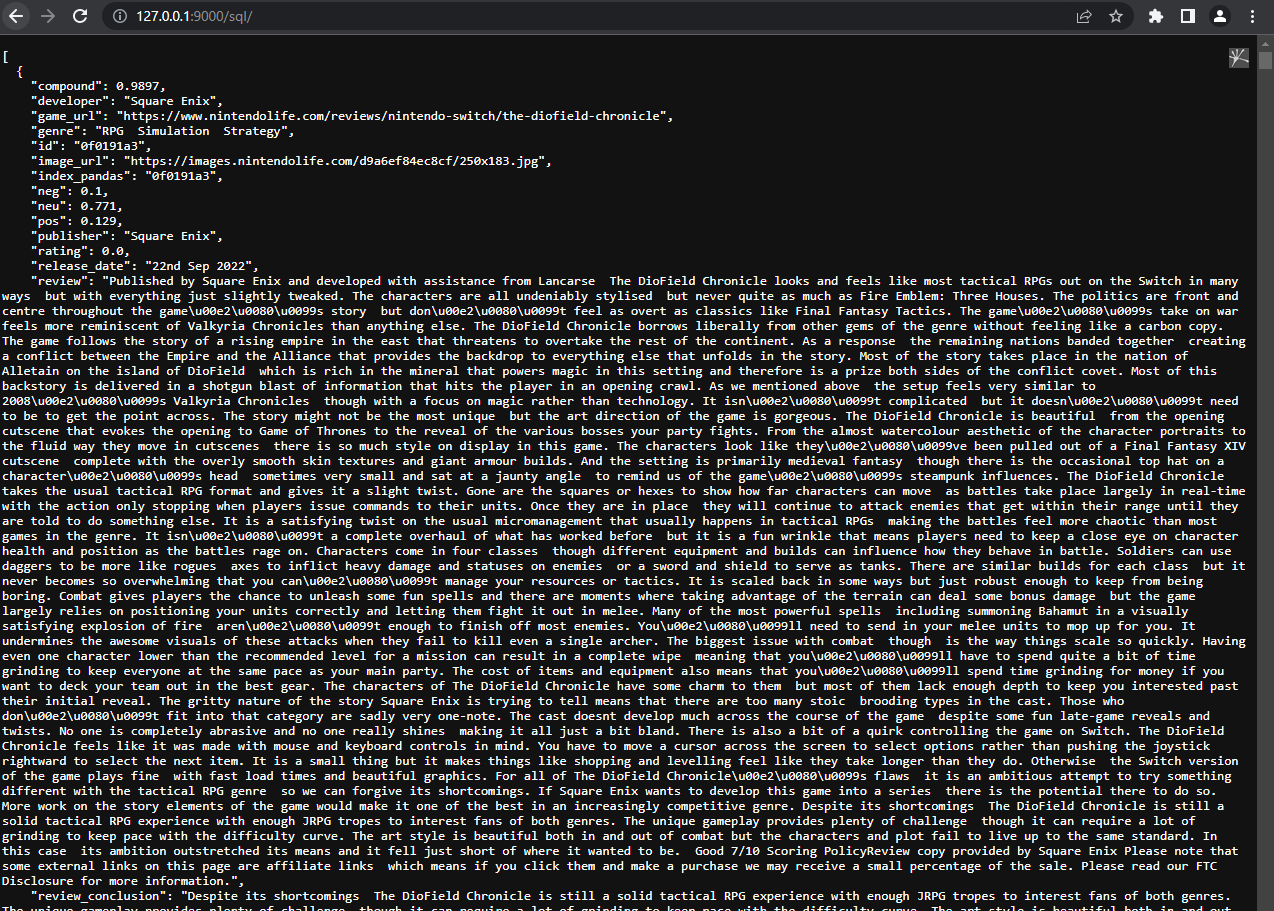 127.0.0.1:9000/sql/
[
{
"compound": 0.9897,
"developer": "Square Enix",
"game_url": "https://www.nintendolife.com/reviews/nintendo-switch/the-diofield-chronicle",
"genre": "RPG  Simulation  Strategy",
"id": "0f0191a3",
"image_url": "https://images.nintendolife.com/d9a6ef84ec8cf/250x183.jpg",
"index_pandas": "0f0191a3",
"neg": 0.1,
"neu": 0.771,
"pos": 0.129,
"publisher": "Square Enix",
"rating": 0.0,
"release_date": "22nd Sep 2022",
"review": "Published by Square Enix and developed with assistance from Lancarse  The DioField Chronicle looks and feels like most tactical RPGs out on the Switch in many
ways  but with everything just slightly tweaked. The characters are all undeniably stylised  but never quite as much as Fire Emblem: Three Houses. The politics are front and
centre throughout the game\u00e2\u0080\u0099s story  but don\u00e2\u0080\u0099t feel as overt as classics like Final Fantasy Tactics. The game\u00e2\u0080\u0099s take on war
feels more reminiscent of Valkyria Chronicles than anything else. The DioField Chronicle borrows liberally from other gems of the genre without feeling like a carbon copy.
The game follows the story of a rising empire in the east that threatens to overtake the rest of the continent. As a response  the remaining nations banded together  creating
a conflict between the Empire and the Alliance that provides the backdrop to everything else that unfolds in the story. Most of the story takes place in the nation of
Alletain on the island of DioField  which is rich in the mineral that powers magic in this setting and therefore is a prize both sides of the conflict covet. Most of this
backstory is delivered in a shotgun blast of information that hits the player in an opening crawl. As we mentioned above  the setup feels very similar to
2008\u00e2\u0080\u0099s Valkyria Chronicles  though with a focus on magic rather than technology. It isn\u00e2\u0080\u0099t complicated  but it doesn\u00e2\u0080\u0099t need
to be to get the point across. The story might not be the most unique  but the art direction of the game is gorgeous. The DioField Chronicle is beautiful  from the opening
cutscene that evokes the opening to Game of Thrones to the reveal of the various bosses your party fights. From the almost watercolour aesthetic of the character portraits to
the fluid way they move in cutscenes  there is so much style on display in this game. The characters look like they\u00e2\u0080\u0099ve been pulled out of a Final Fantasy XIV
cutscene  complete with the overly smooth skin textures and giant armour builds. And the setting is primarily medieval fantasy  though there is the occasional top hat on a
character\u00e2\u0080\u0099s head  sometimes very small and sat at a jaunty angle  to remind us of the game\u00e2\u0080\u0099s steampunk influences. The DioField Chronicle
takes the usual tactical RPG format and gives it a slight twist. Gone are the squares or hexes to show how far characters can move  as battles take place largely in real-time
with the action only stopping when players issue commands to their units. Once they are in place  they will continue to attack enemies that get within their range until they
are told to do something else. It is a satisfying twist on the usual micromanagement that usually happens in tactical RPGs  making the battles feel more chaotic than most
games in the genre. It isn\u00e2\u0080\u0099t a complete overhaul of what has worked before  but it is a fun wrinkle that means players need to keep a close eye on character
health and position as the battles rage on. Characters come in four classes  though different equipment and builds can influence how they behave in battle. Soldiers can use
daggers to be more like rogues  axes to inflict heavy damage and statuses on enemies  or a sword and shield to serve as tanks. There are similar builds for each class  but it
never becomes so overwhelming that you can\u00e2\u0080\u0099t manage your resources or tactics. It is scaled back in some ways but just robust enough to keep from being
boring. Combat gives players the chance to unleash some fun spells and there are moments where taking advantage of the terrain can deal some bonus damage  but the game
largely relies on positioning your units correctly and letting them fight it out in melee. Many of the most powerful spells  including summoning Bahamut in a visually
satisfying explosion of fire  aren\u00e2\u0080\u0099t enough to finish off most enemies. You\u00e2\u0080\u0099ll need to send in your melee units to mop up for you. It
undermines the awesome visuals of these attacks when they fail to kill even a single archer. The biggest issue with combat  though  is the way things scale so quickly. Having
even one character lower than the recommended level for a mission can result in a complete wipe  meaning that you\u00e2\u0080\u0099ll have to spend quite a bit of time
grinding to keep everyone at the same pace as your main party. The cost of items and equipment also means that you\u00e2\u0080\u0099ll spend time grinding for money if you
want to deck your team out in the best gear. The characters of The DioField Chronicle have some charm to them  but most of them lack enough depth to keep you interested past
their initial reveal. The gritty nature of the story Square Enix is trying to tell means that there are too many stoic  brooding types in the cast. Those who
don\u00e2\u0080\u0099t fit into that category are sadly very one-note. The cast doesnt develop much across the course of the game  despite some fun late-game reveals and
twists. No one is completely abrasive and no one really shines  making it all just a bit bland. There is also a bit of a quirk controlling the game on Switch. The DioField
Chronicle feels like it was made with mouse and keyboard controls in mind. You have to move a cursor across the screen to select options rather than pushing the joystick
rightward to select the next item. It is a small thing but it makes things like shopping and levelling feel like they take longer than they do. Otherwise  the Switch version
of the game plays fine  with fast load times and beautiful graphics. For all of The DioField Chronicle\u00e2\u0080\u0099s flaws  it is an ambitious attempt to try something
different with the tactical RPG genre  so we can forgive its shortcomings. If Square Enix wants to develop this game into a series  there is the potential there to do so.
More work on the story elements of the game would make it one of the best in an increasingly competitive genre. Despite its shortcomings  The DioField Chronicle is still a
solid tactical RPG experience with enough JRPG tropes to interest fans of both genres. The unique gameplay provides plenty of challenge  though it can require a lot of
grinding to keep pace with the difficulty curve. The art style is beautiful both in and out of combat but the characters and plot fail to live up to the same standard. In
this case  its ambition outstretched its means and it fell just short of where it wanted to be.  Good 7/10 Scoring PolicyReview copy provided by Square Enix Please note that
some external links on this page are affiliate links  which means if you click them and make a purchase we may receive a small percentage of the sale. Please read our FTC
Disclosure for more information.",
"review_conclusion": "Despite its shortcomings  The DioField Chronicle is still a solid tactical RPG experience with enough JRPG tropes to interest fans of both genres.
The unique gameplay provides plenty of challenge  though it can require a lot of grinding to keep pace with the difficulty curve. The art style is beautiful both in and out